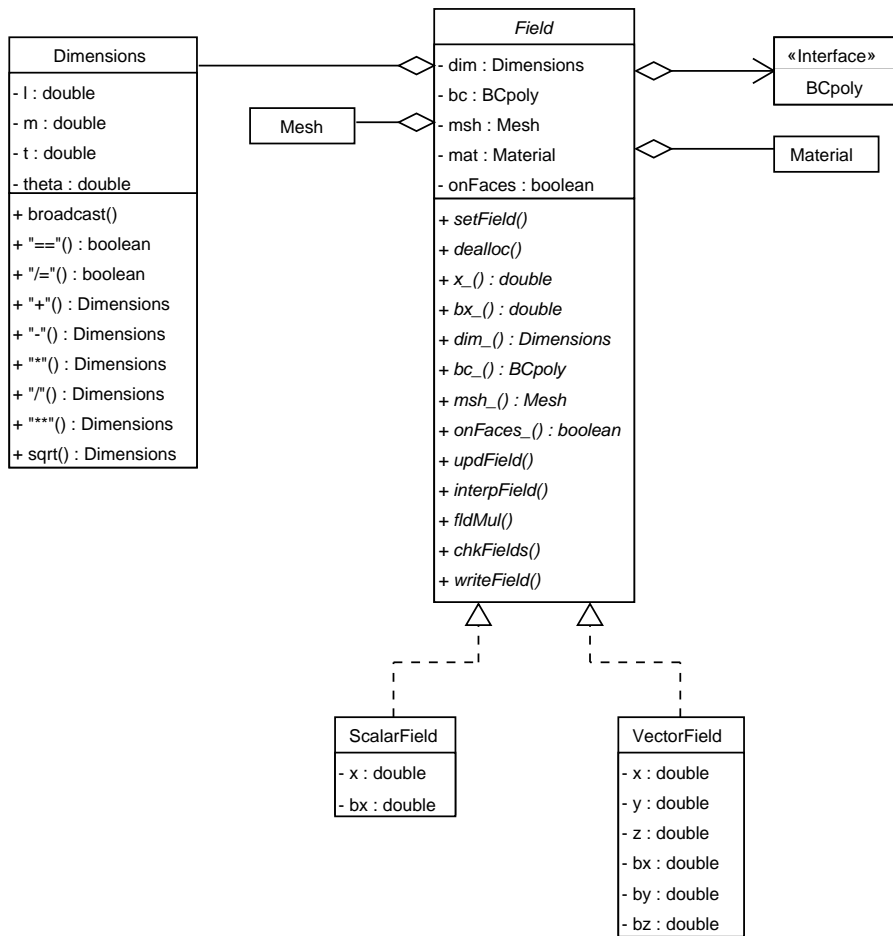 Dimensions
- l : double
- m : double
- t : double
- theta : double
+ broadcast()
+ "=="() : boolean
+ "/="() : boolean
+ "+"() : Dimensions
+ "-"() : Dimensions
+ "*"() : Dimensions
+ "/"() : Dimensions
+ "**"() : Dimensions
+ sqrt() : Dimensions
Mesh
Field
- dim : Dimensions
- bc : BCpoly
- msh : Mesh
- mat : Material
- onFaces : boolean
+ setField()
+ dealloc()
+ x_() : double
+ bx_() : double
+ dim_() : Dimensions
+ bc_() : BCpoly
+ msh_() : Mesh
+ onFaces_() : boolean
+ updField()
+ interpField()
+ fldMul()
+ chkFields()
+ writeField()
«Interface»
BCpoly
Material
ScalarField
- x : double
- bx : double
VectorField
- x : double
- y : double
- z : double
- bx : double
- by : double
- bz : double